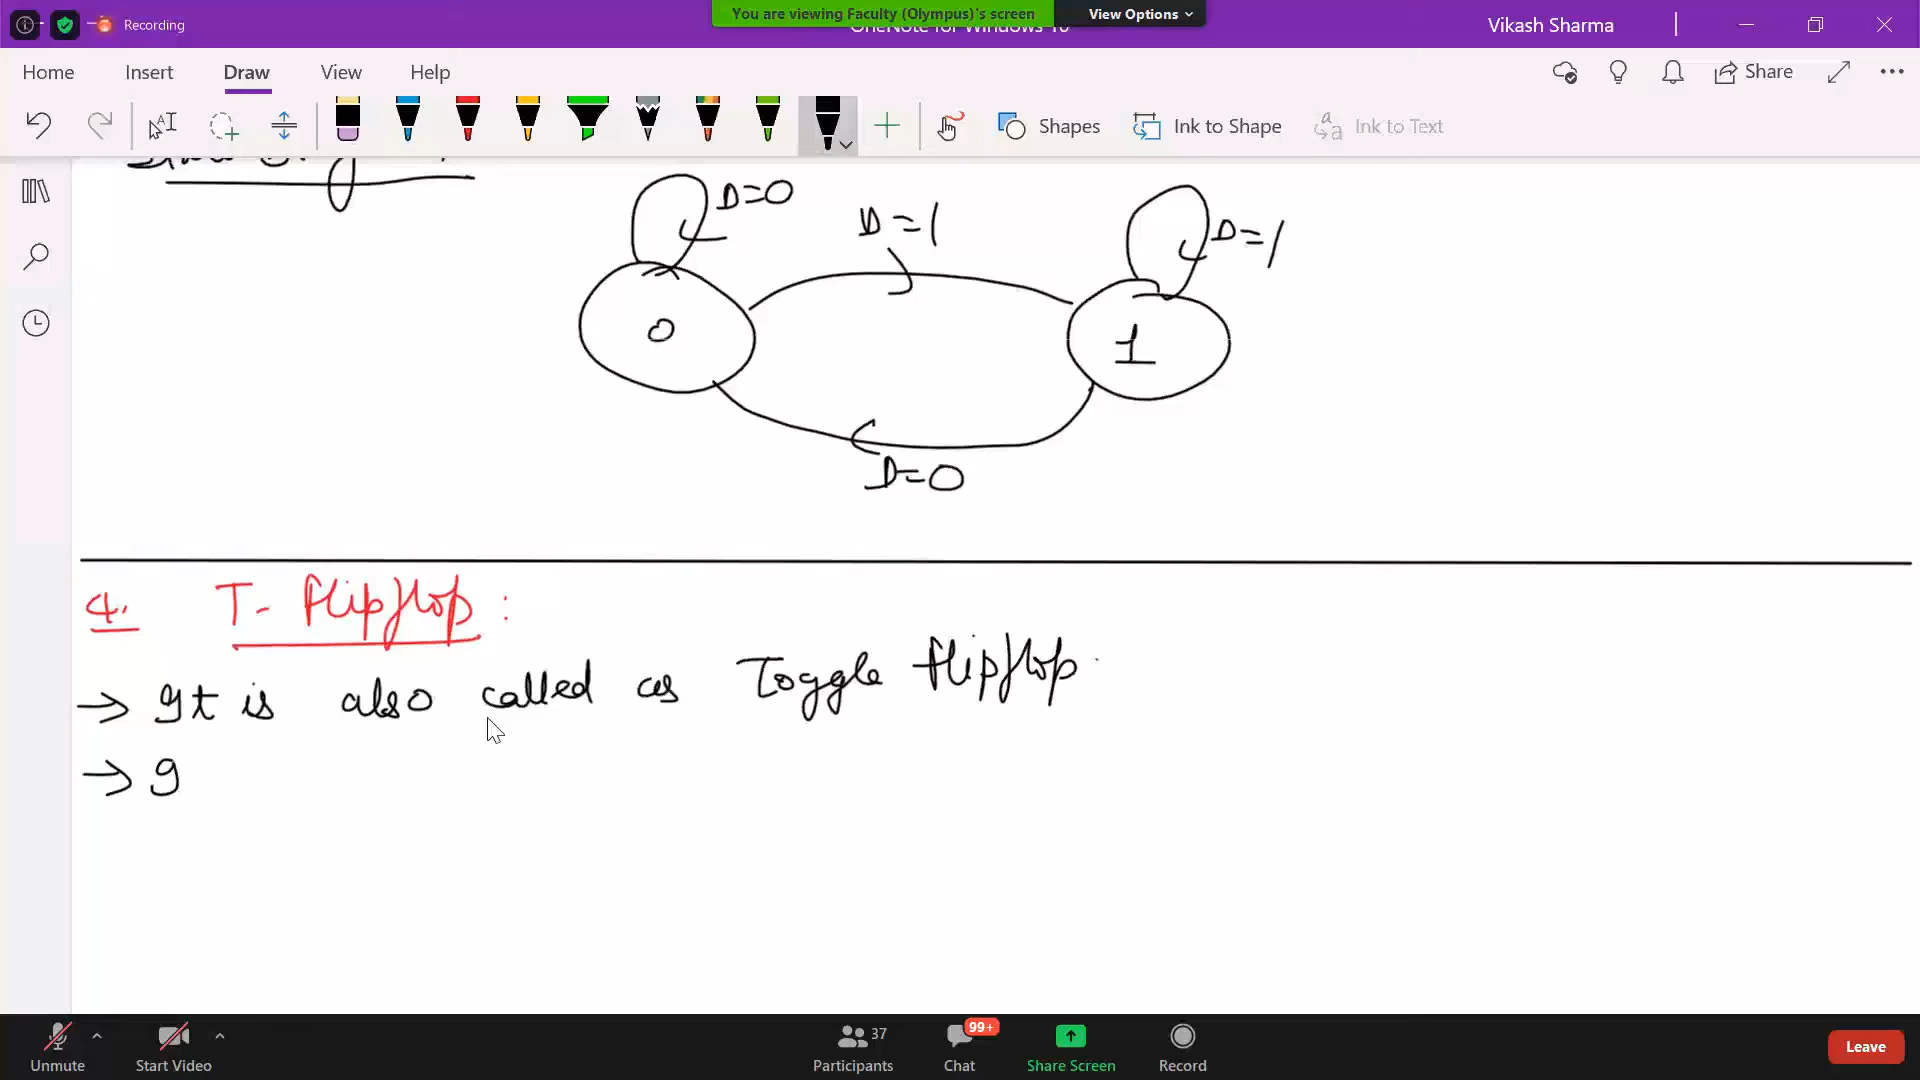 You are viewing Faculty (Olympus)'s screen
View Options
Recording
Vikash Sharma
Home Insert Draw View Help
Share
Shapes
Ink to Shape
Ink to Text
D=0
D=1
D=1
0
1
D=0
4. T- flipflop :
→ It is also called as Toggle flipflop.
→ I
Unmute
Start Video
Participants 37
Chat 99+
Share Screen
Record
Leave